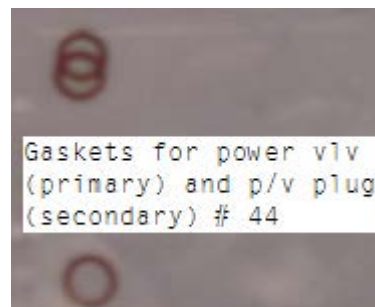 Gaskets for power vlv
(primary) and p/v plug
(secondary) # 44